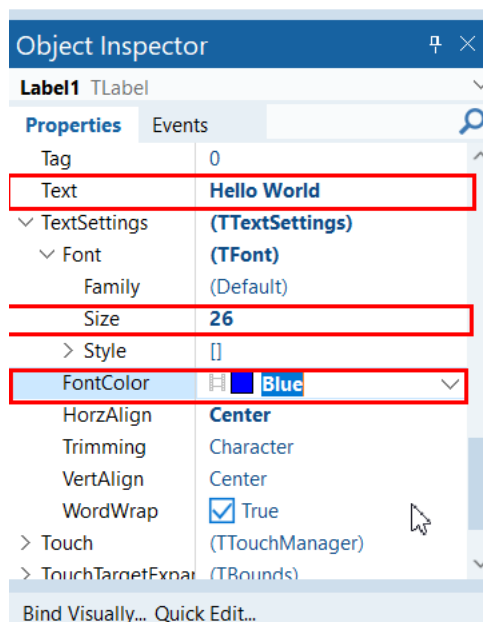 Object Inspector
Label1 TLabel
Properties Events
Tag 0
Text Hello World
TextSettings (TTextSettings)
Font (TFont)
Family (Default)
Size 26
Style []
FontColor Blue
HorzAlign Center
Trimming Character
VertAlign Center
WordWrap True
Touch (TTouchManager)
TouchTargetExpar (TBounds)
Bind Visually... Quick Edit...